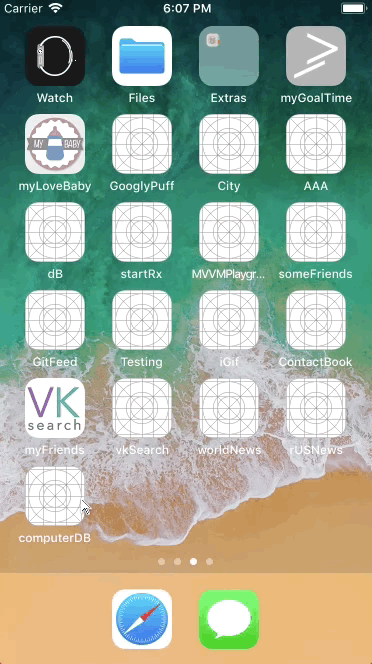 Carrier 6:07 PM
Watch Files Extras myGoalTime
MY BABY
myLoveBaby GooglyPuff City AAA
dB startRx MVVMPlaygr... someFriends
GitFeed Testing iGif ContactBook
VK
search
myFriends vkSearch worldNews rUSNews
computerDB